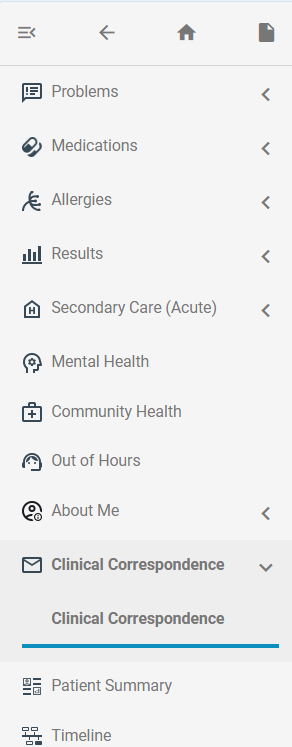 Problems
Medications
Allergies
Results
Secondary Care (Acute)
Mental Health
Community Health
Out of Hours
About Me
Clinical Correspondence
Clinical Correspondence
Patient Summary
Timeline